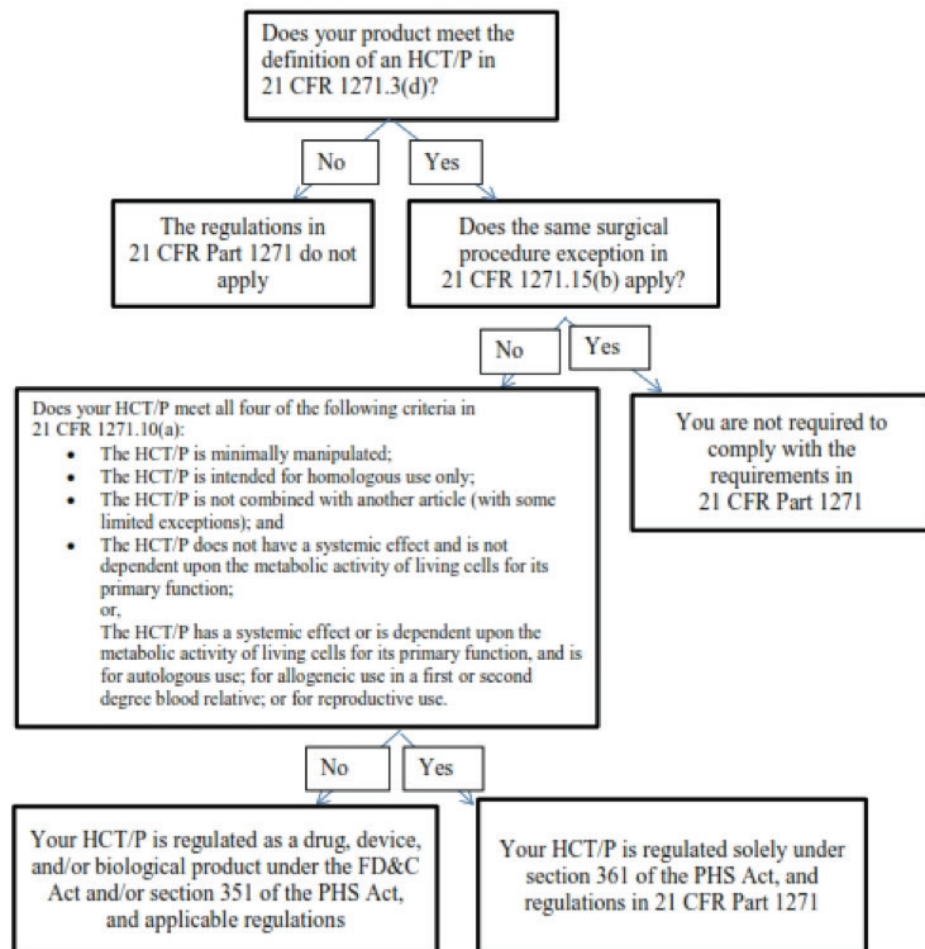 Does your product meet the
definition of an HCT/P in
21 CFR 1271.3(d)?
No
Yes
The regulations in
21 CFR Part 1271 do not
apply
Does the same surgical
procedure exception in
21 CFR 1271.15(b) apply?
No
Yes
Does your HCT/P meet all four of the following criteria in
21 CFR 1271.10(a):
• The HCT/P is minimally manipulated;
• The HCT/P is intended for homologous use only;
• The HCT/P is not combined with another article (with some
limited exceptions); and
• The HCT/P does not have a systemic effect and is not
dependent upon the metabolic activity of living cells for its
primary function;
or,
The HCT/P has a systemic effect or is dependent upon the
metabolic activity of living cells for its primary function, and is
for autologous use; for allogeneic use in a first or second
degree blood relative; or for reproductive use.
You are not required to
comply with the
requirements in
21 CFR Part 1271
No
Yes
Your HCT/P is regulated as a drug, device,
and/or biological product under the FD&C
Act and/or section 351 of the PHS Act,
and applicable regulations
Your HCT/P is regulated solely under
section 361 of the PHS Act, and
regulations in 21 CFR Part 1271